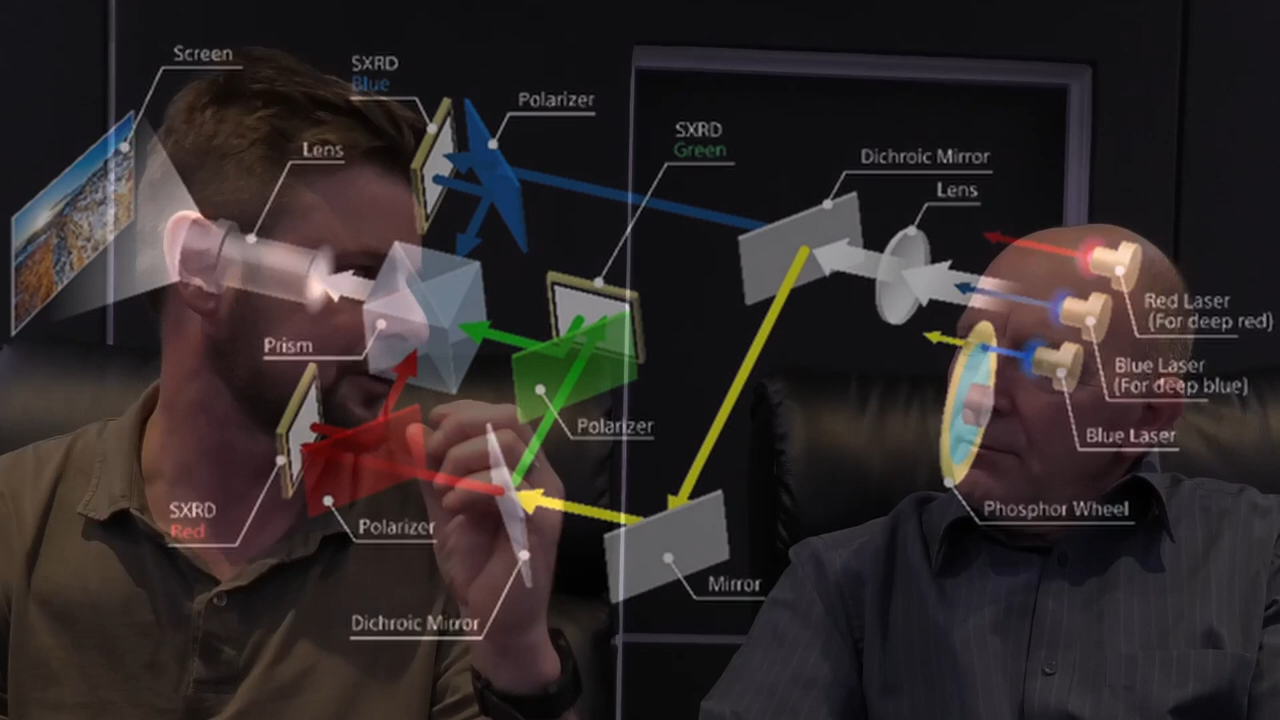 Screen
SXRD
Blue
Polarizer
SXRD
Green
Lens
Dichroic Mirror
Lens
Red Laser
(For deep red)
Prism
Blue Laser
(For deep blue)
Polarizer
Blue Laser
SXRD
Red
Polarizer
Phosphor Wheel
Mirror
Dichroic Mirror